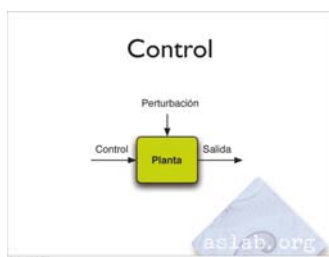 Control
Perturbación
Control
Salida
Planta
aslab.org